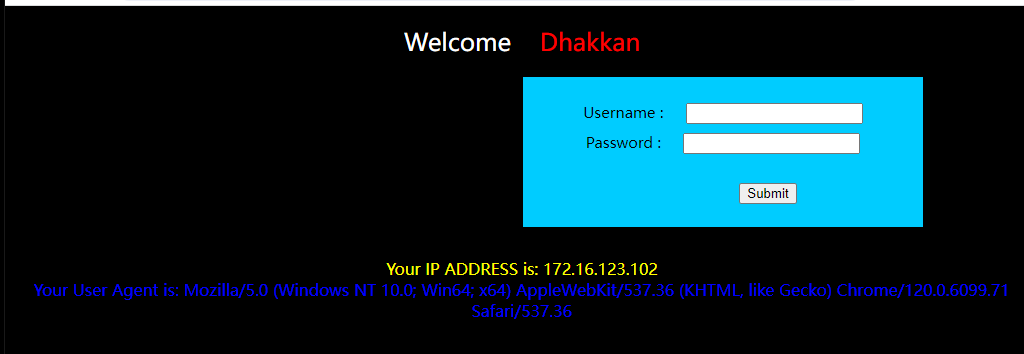 Welcome Dhakkan
Username :
Password :
Submit
Your IP ADDRESS is: 172.16.123.102
Your User Agent is: Mozilla/5.0 (Windows NT 10.0; Win64; x64) AppleWebKit/537.36 (KHTML, like Gecko) Chrome/120.0.6099.71
Safari/537.36